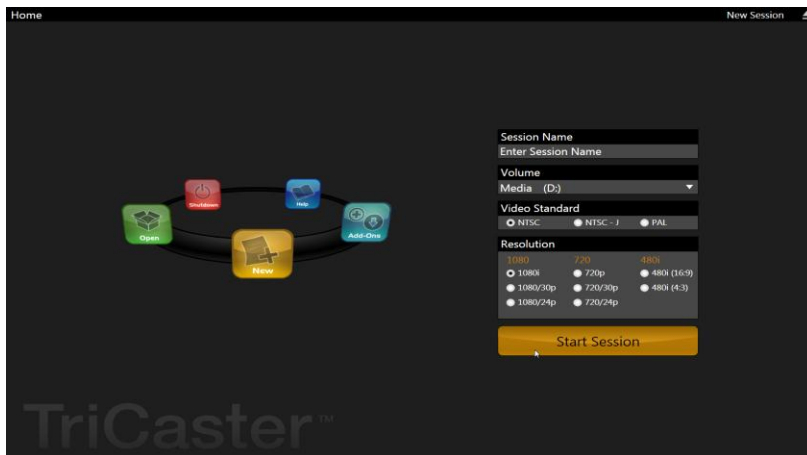 Home
New Session
Shutdown
Help
Open
Add-Ons
New
Session Name
Enter Session Name
Volume
Media (D:)
Video Standard
NTSC NTSC - J PAL
Resolution
1080 720 480i
1080i 720p 480i (16:9)
1080/30p 720/30p 480i (4:3)
1080/24p 720/24p
Start Session
TriCaster™